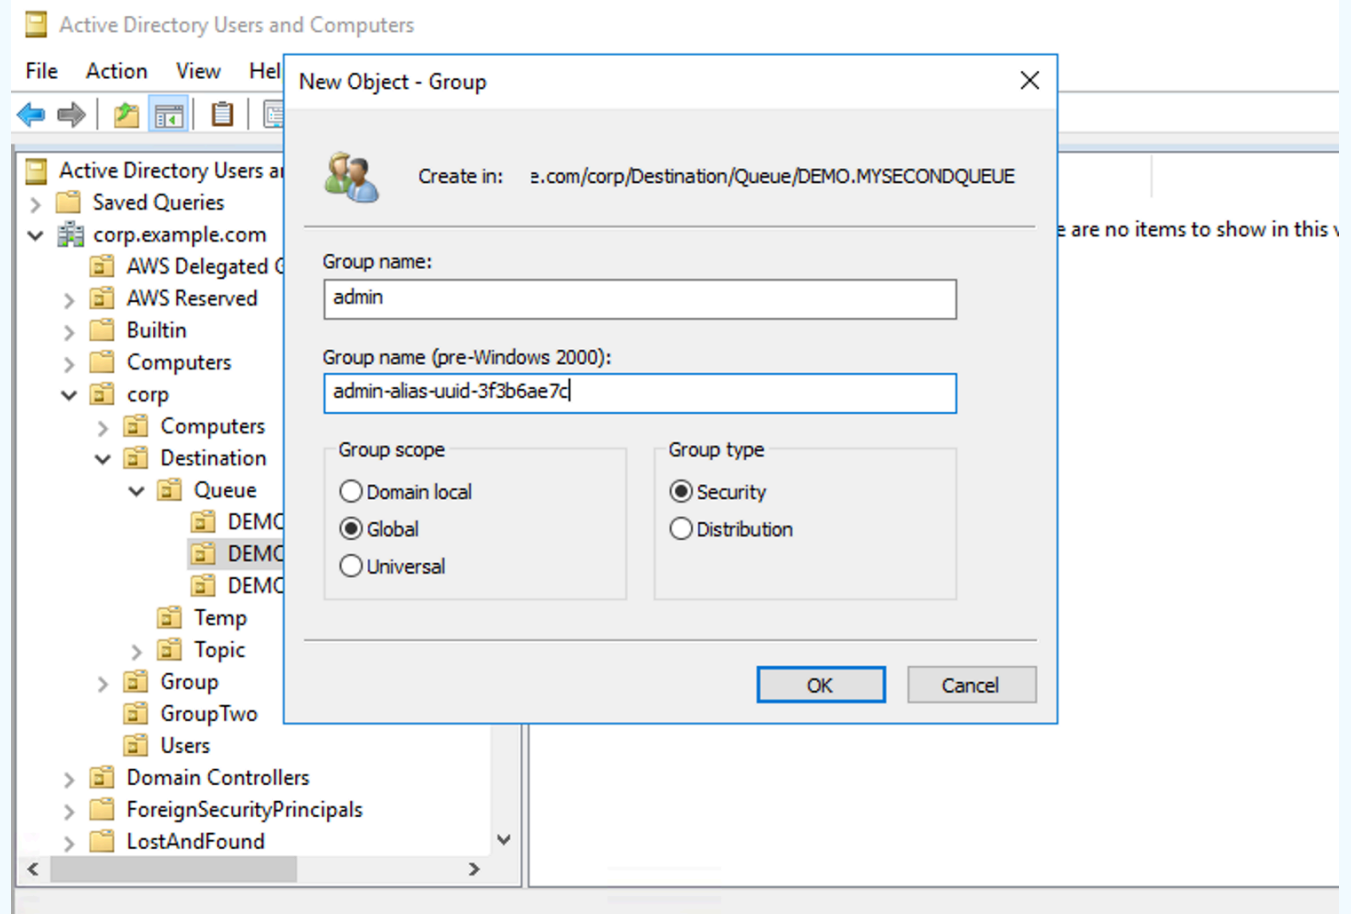 Active Directory Users and Computers
File Action View Hel
New Object - Group
Create in: e.com/corp/Destination/Queue/DEMO.MYSECONDQUEUE
Active Directory Users a
Saved Queries
corp.example.com
e are no items to show in this v
AWS Delegated G
AWS Reserved
Builtin
Computers
corp
Computers
Destination
Queue
DEMO
DEMO
DEMO
Temp
Topic
Group
GroupTwo
Users
Domain Controllers
ForeignSecurityPrincipals
LostAndFound
Group name:
admin
Group name (pre-Windows 2000):
admin-alias-uuid-3f3b6ae7c
Group scope
Domain local
Global
Universal
Group type
Security
Distribution
OK
Cancel